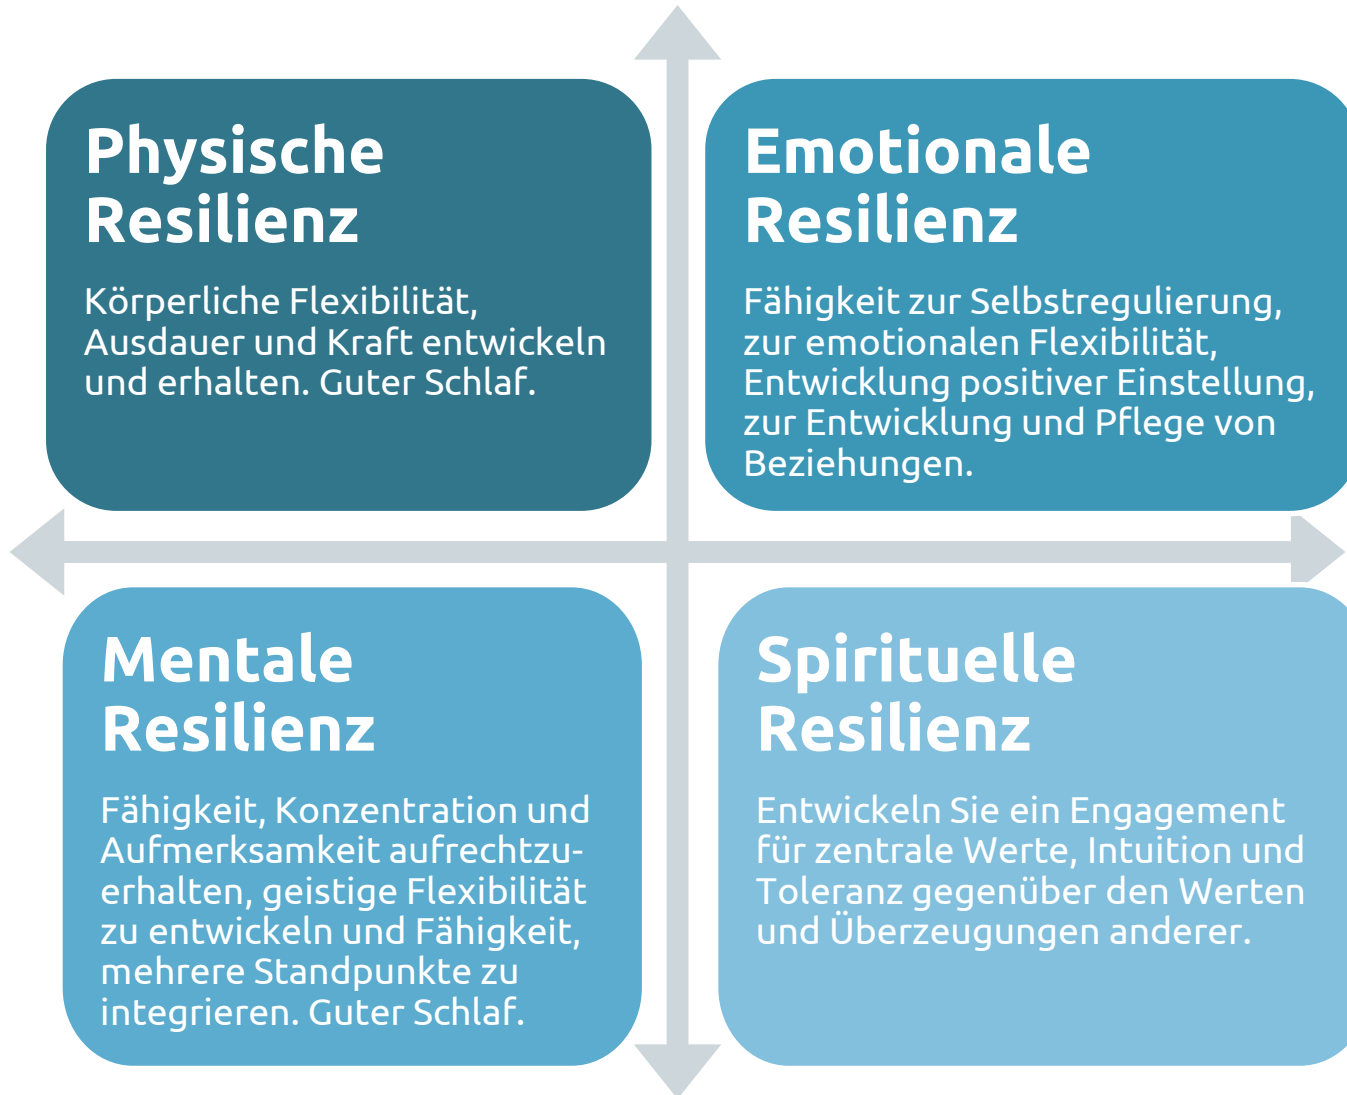 Physische
Resilienz
Körperliche Flexibilität,
Ausdauer und Kraft entwickeln
und erhalten. Guter Schlaf.
Emotionale
Resilienz
Fähigkeit zur Selbstregulierung,
zur emotionalen Flexibilität,
Entwicklung positiver Einstellung,
zur Entwicklung und Pflege von
Beziehungen.
Mentale
Resilienz
Fähigkeit, Konzentration und
Aufmerksamkeit aufrechtzu-
erhalten, geistige Flexibilität
zu entwickeln und Fähigkeit,
mehrere Standpunkte zu
integrieren. Guter Schlaf.
Spirituelle
Resilienz
Entwickeln Sie ein Engagement
für zentrale Werte, Intuition und
Toleranz gegenüber den Werten
und Überzeugungen anderer.